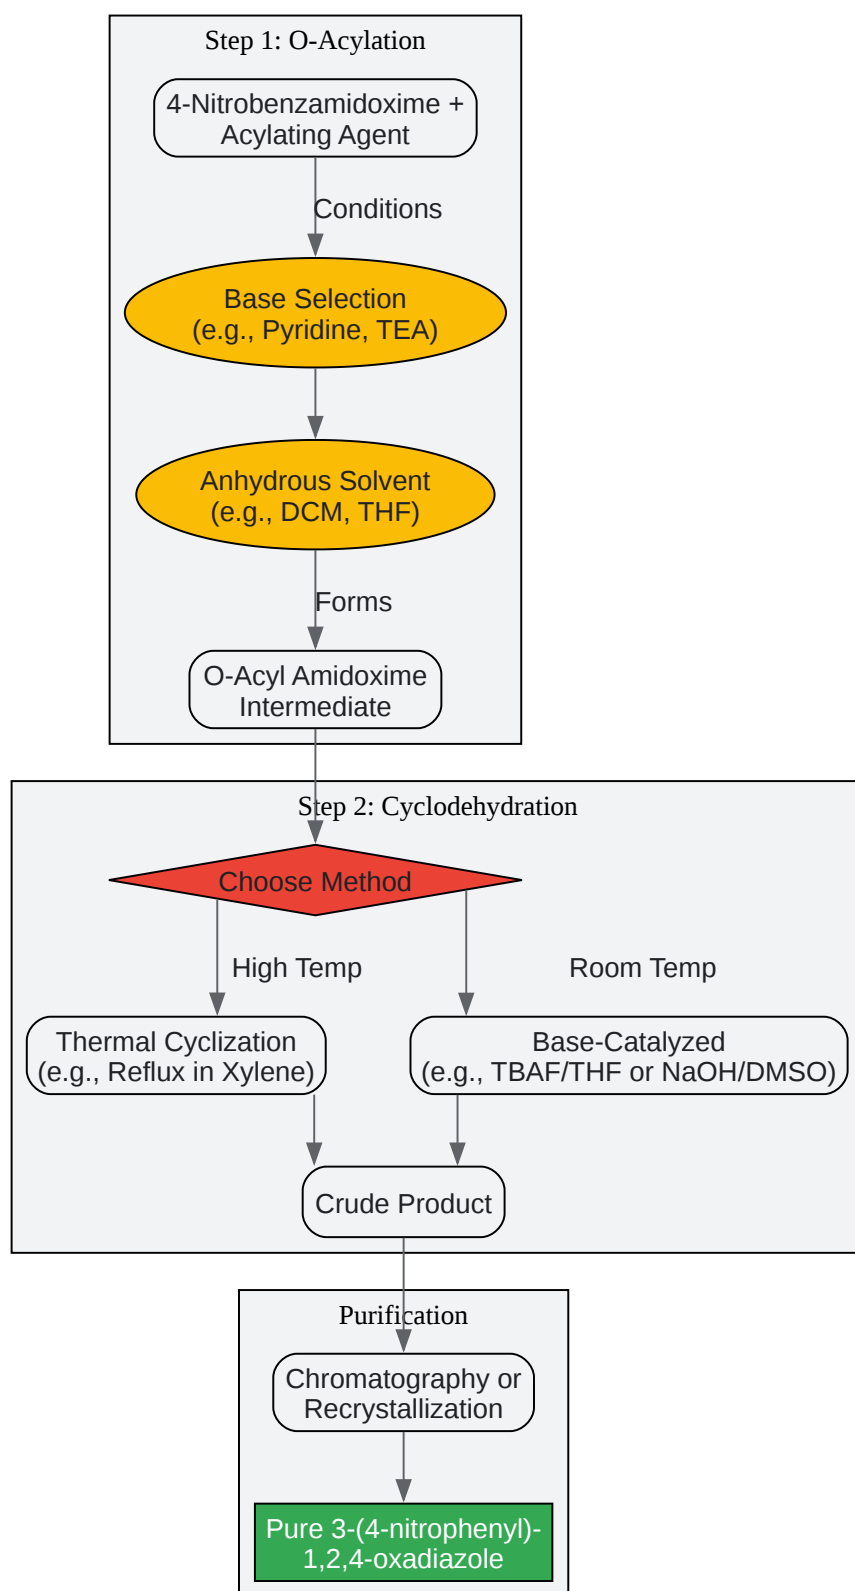 Step 1: O-Acylation
4-Nitrobenzamidoxime +
Acylating Agent
Conditions
Base Selection
(e.g., Pyridine, TEA)
Anhydrous Solvent
(e.g., DCM, THF)
Forms
O-Acyl Amidoxime
Intermediate
Step 2: Cyclodehydration
Choose Method
High Temp
Room Temp
Thermal Cyclization
(e.g., Reflux in Xylene)
Base-Catalyzed
(e.g., TBAF/THF or NaOH/DMSO)
Crude Product
Purification
Chromatography or
Recrystallization
Pure 3-(4-nitrophenyl)-
1,2,4-oxadiazole